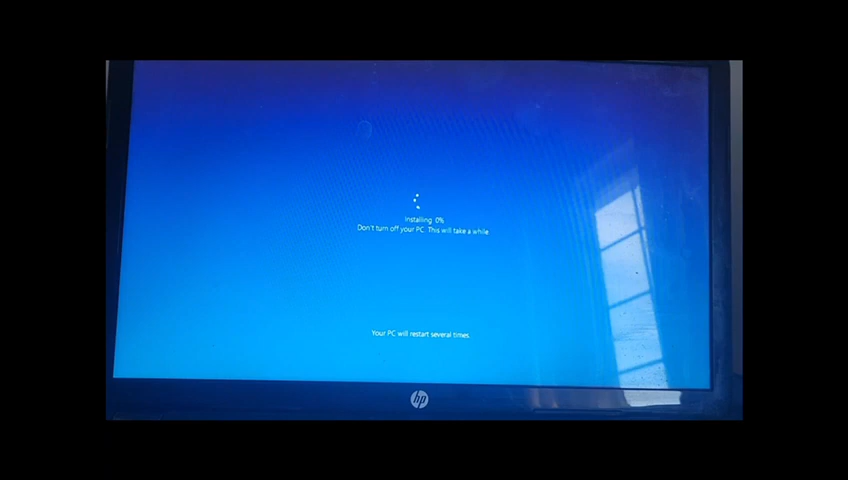 Installing 0%
Don't turn off your PC. This will take a while
Your PC will restart several times.
hp